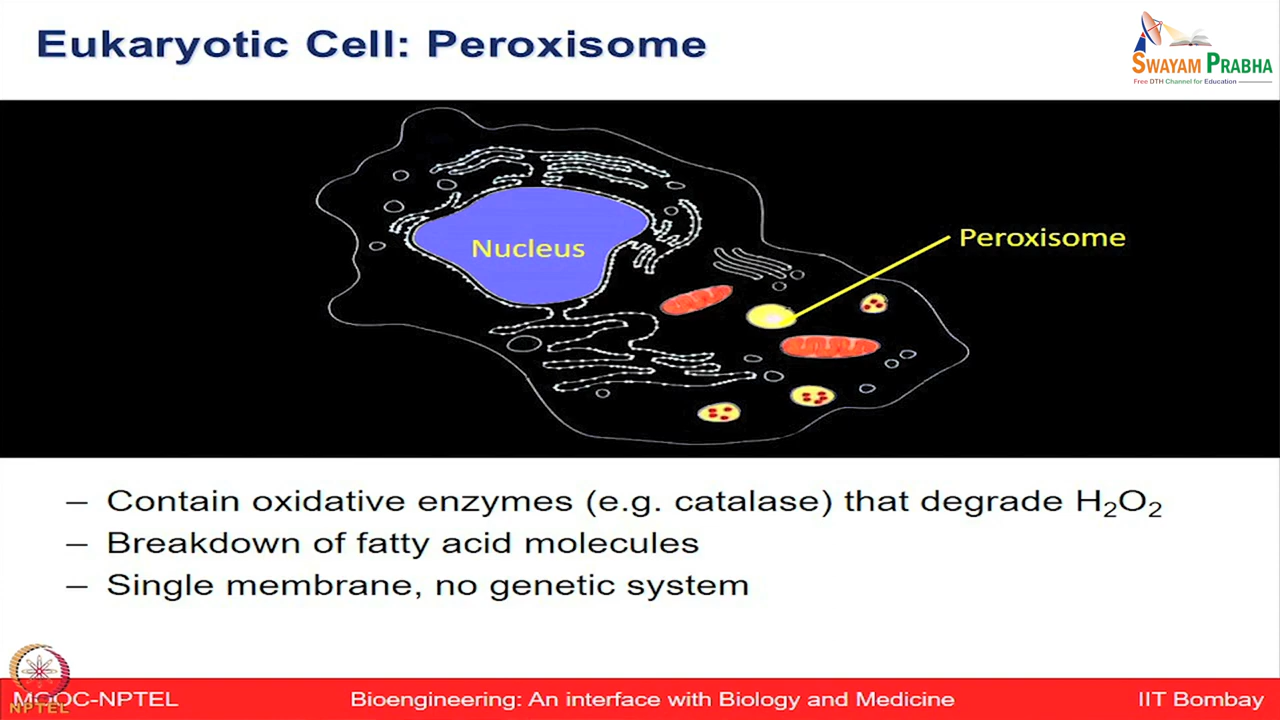 Eukaryotic Cell: Peroxisome
SWAYAM PRABHA
Free DTH Channel for Education
Nucleus
Peroxisome
– Contain oxidative enzymes (e.g. catalase) that degrade H₂O₂
– Breakdown of fatty acid molecules
– Single membrane, no genetic system
MOOC-NPTEL
NPTEL
Bioengineering: An interface with Biology and Medicine
IIT Bombay